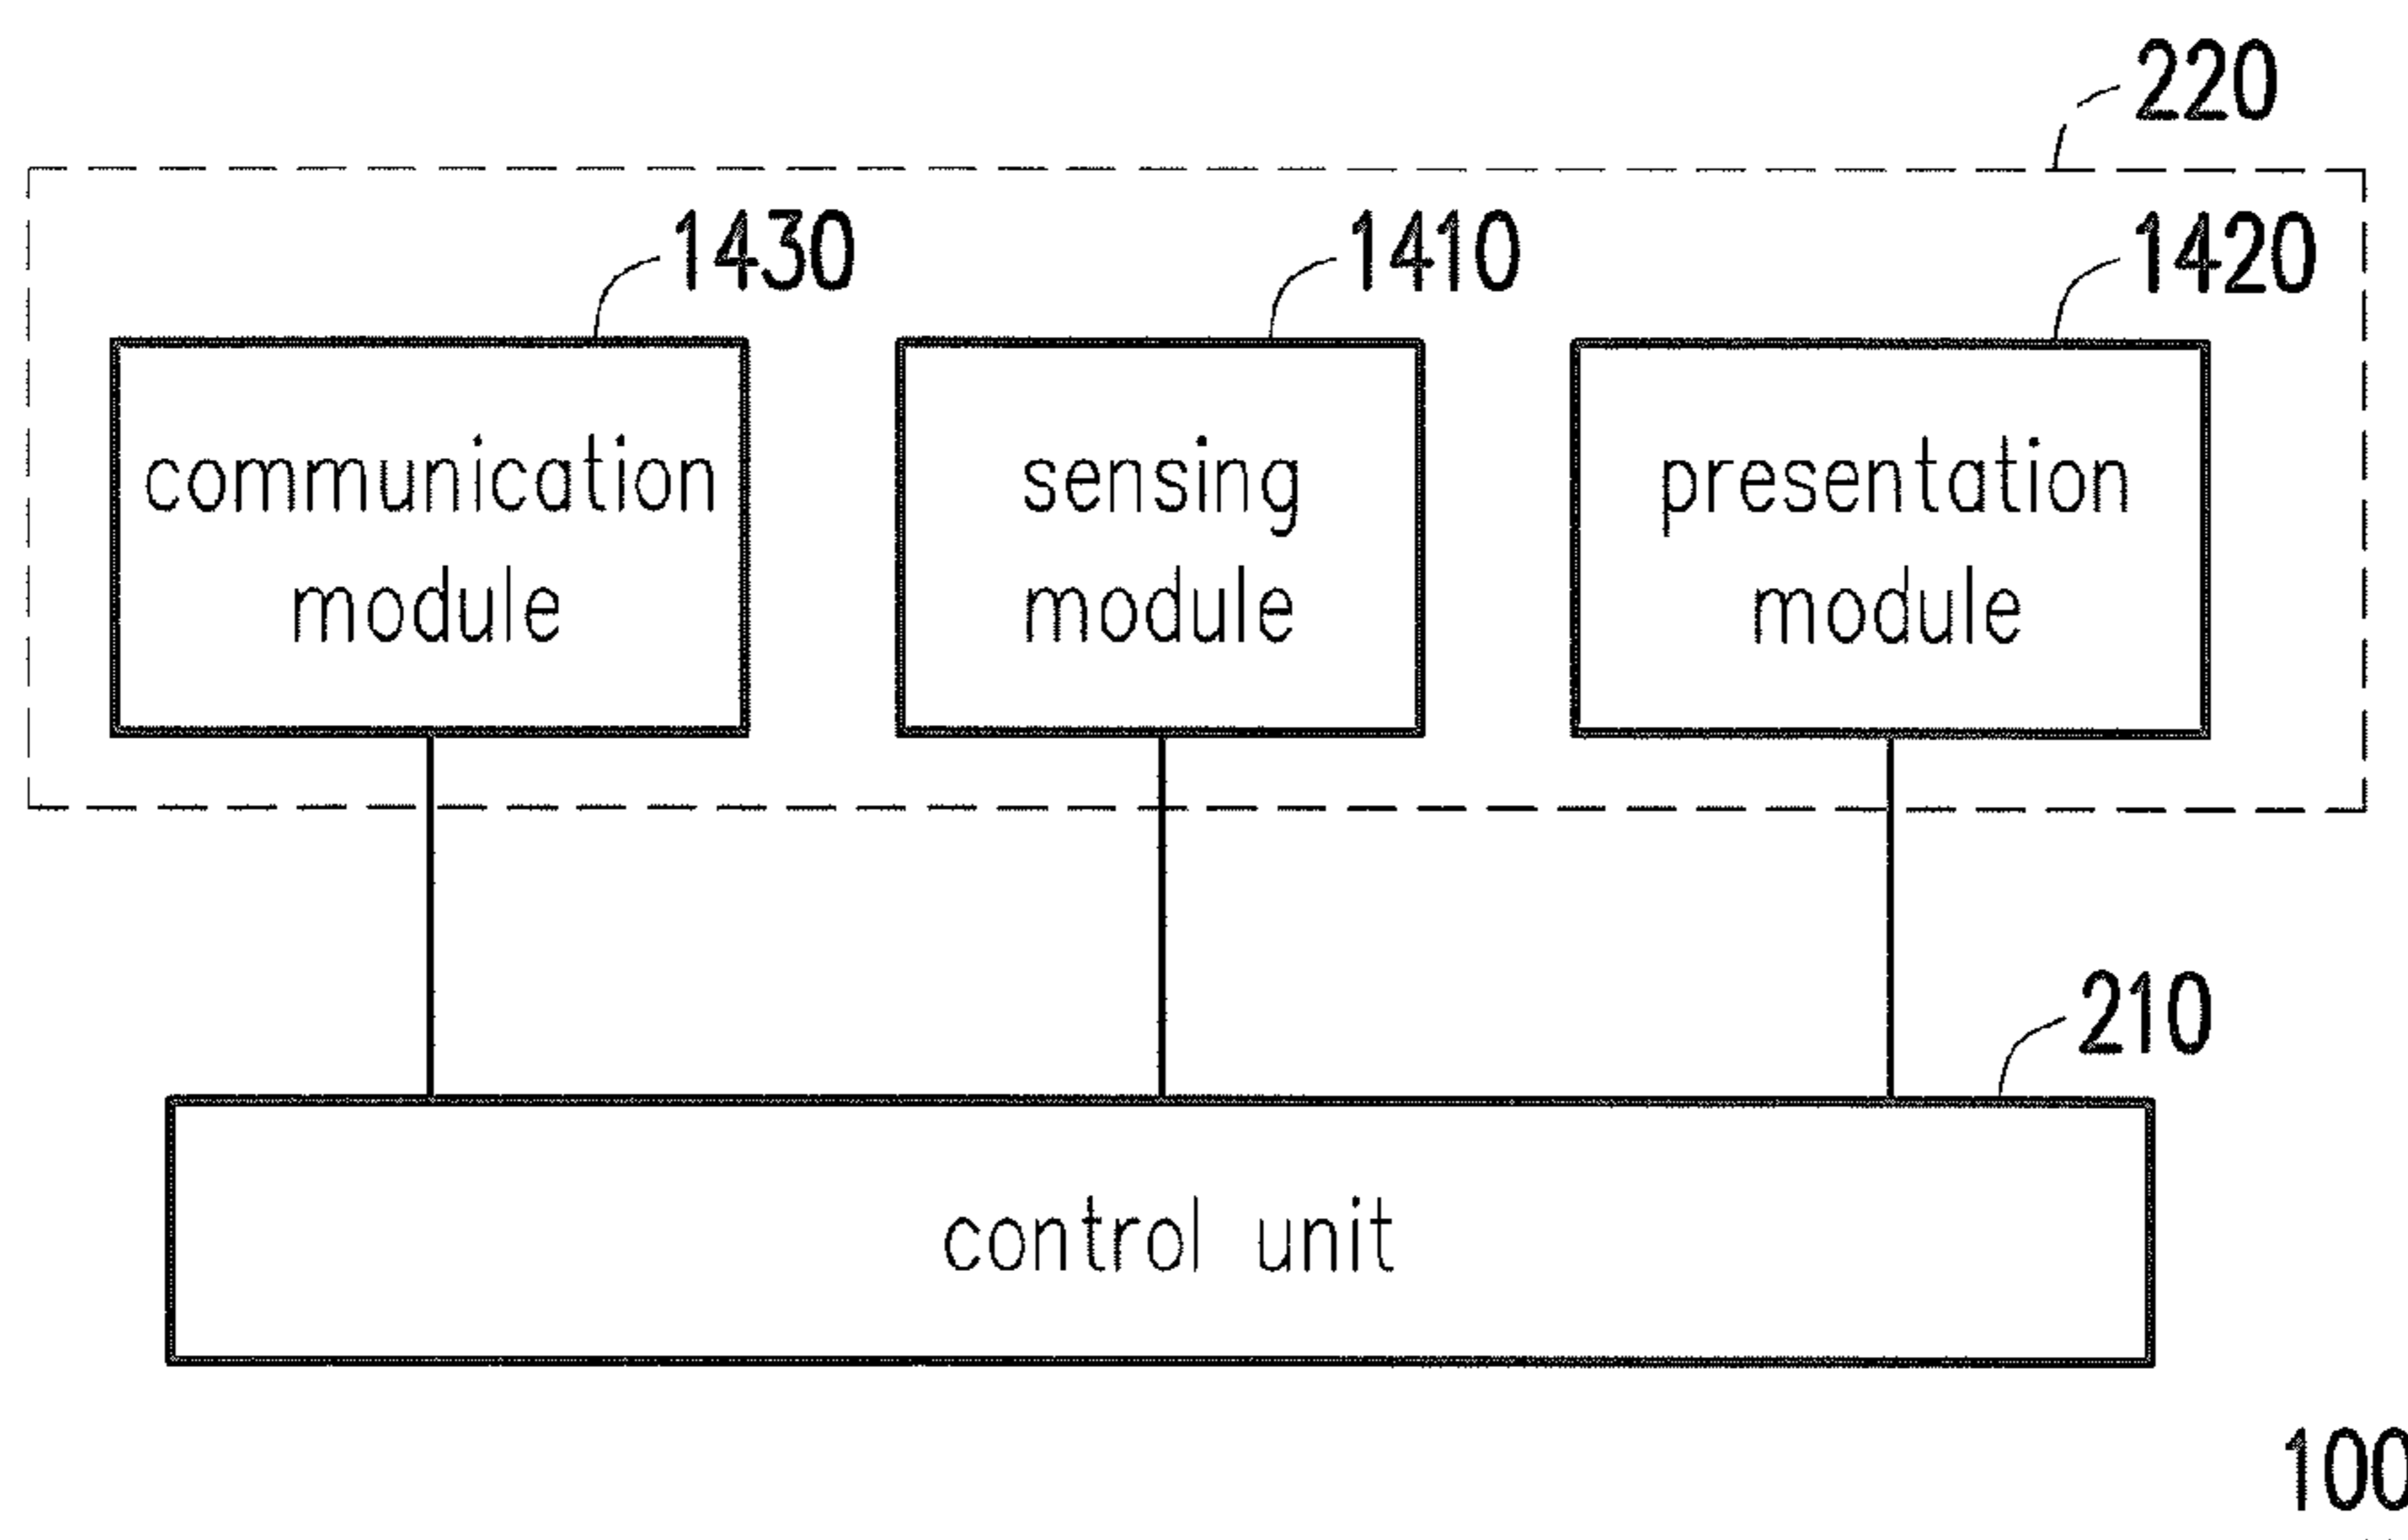 220
1430
1410
1420
communication
module
sensing
module
presentation
module
210
control unit
100